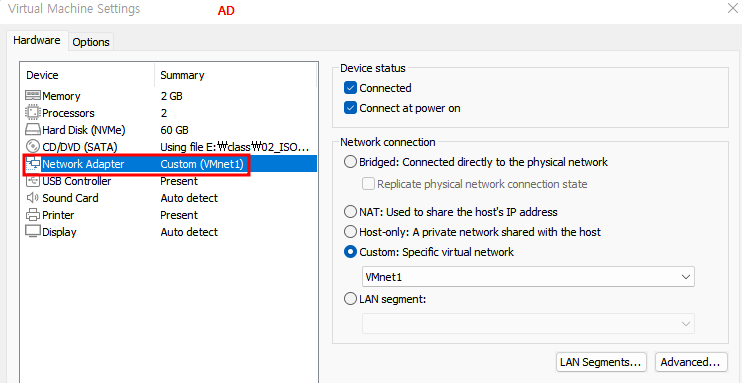 Virtual Machine Settings
AD
Hardware
Options
Device Summary
Memory 2 GB
Processors 2
Hard Disk (NVMe) 60 GB
CD/DVD (SATA) Using file E:₩class₩02_ISO...
Network Adapter Custom (VMnet1)
USB Controller Present
Sound Card Auto detect
Printer Present
Display Auto detect
Device status
Connected
Connect at power on
Network connection
Bridged: Connected directly to the physical network
Replicate physical network connection state
NAT: Used to share the host's IP address
Host-only: A private network shared with the host
Custom: Specific virtual network
VMnet1
LAN segment:
LAN Segments... Advanced...